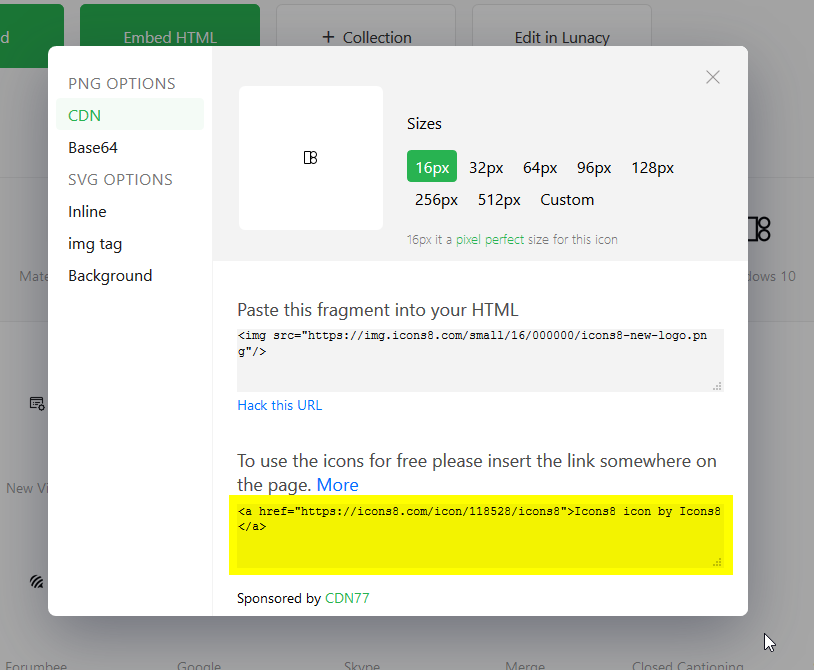 d
Embed HTML
+ Collection
Edit in Lunacy
PNG OPTIONS
CDN
Base64
SVG OPTIONS
Inline
img tag
Background
Sizes
16px 32px 64px 96px 128px
256px 512px Custom
16px it a pixel perfect size for this icon
Mate
dows 10
Paste this fragment into your HTML
<img src="https://img.icons8.com/small/16/000000/icons8-new-logo.pn
g"/>
Hack this URL
To use the icons for free please insert the link somewhere on
the page. More
New Vi
<a href="https://icons8.com/icon/118528/icons8">Icons8 icon by Icons8
</a>
Sponsored by CDN77
Forumbee
Google
Skype
Merge
Closed Captioning